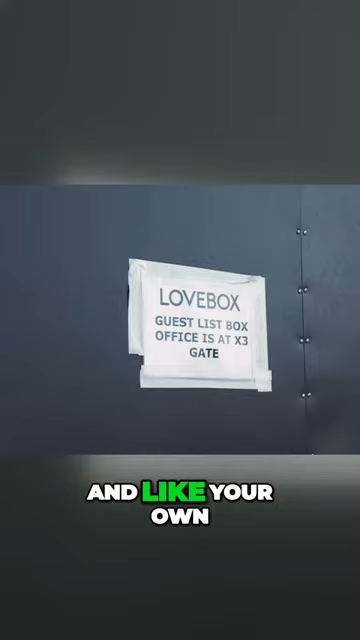 LOVEBOX
GUEST LIST BOX
OFFICE IS AT X3
GATE
AND LIKE YOUR
OWN